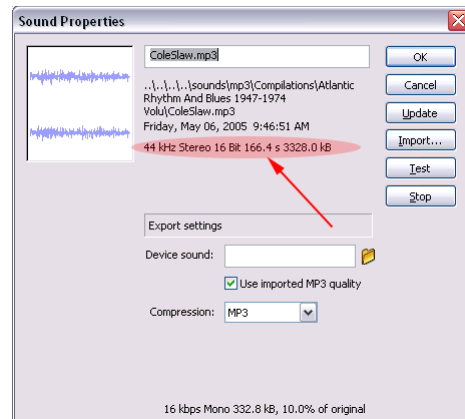 Sound Properties
ColeSlaw.mp3
OK
..\..\..\..\sounds\mp3\Compilations\Atlantic
Cancel
Rhythm And Blues 1947-1974
Volu\ColeSlaw.mp3
Update
Friday, May 06, 2005 9:46:51 AM
Import...
44 kHz Stereo 16 Bit 166.4 s 3328.0 kB
Test
Stop
Export settings
Device sound:
Use imported MP3 quality
Compression: MP3
16 kbps Mono 332.8 kB, 10.0% of original